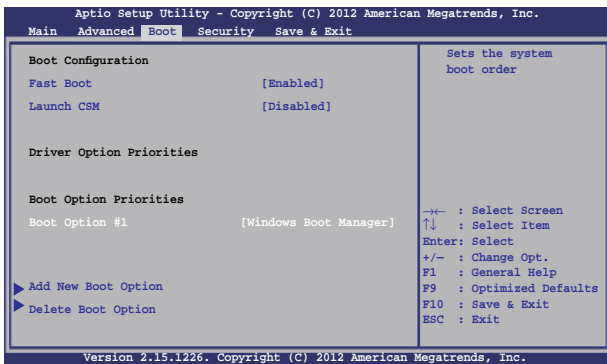 Aptio Setup Utility - Copyright (C) 2012 American Megatrends, Inc.
Main Advanced Boot Security Save & Exit
Boot Configuration
Fast Boot [Enabled]
Launch CSM [Disabled]
Driver Option Priorities
Boot Option Priorities
Boot Option #1 [Windows Boot Manager]
Add New Boot Option
Delete Boot Option
Sets the system
boot order
→← : Select Screen
↑↓ : Select Item
Enter: Select
+/— : Change Opt.
F1 : General Help
F9 : Optimized Defaults
F10 : Save & Exit
ESC : Exit
Version 2.15.1226. Copyright (C) 2012 American Megatrends, Inc.